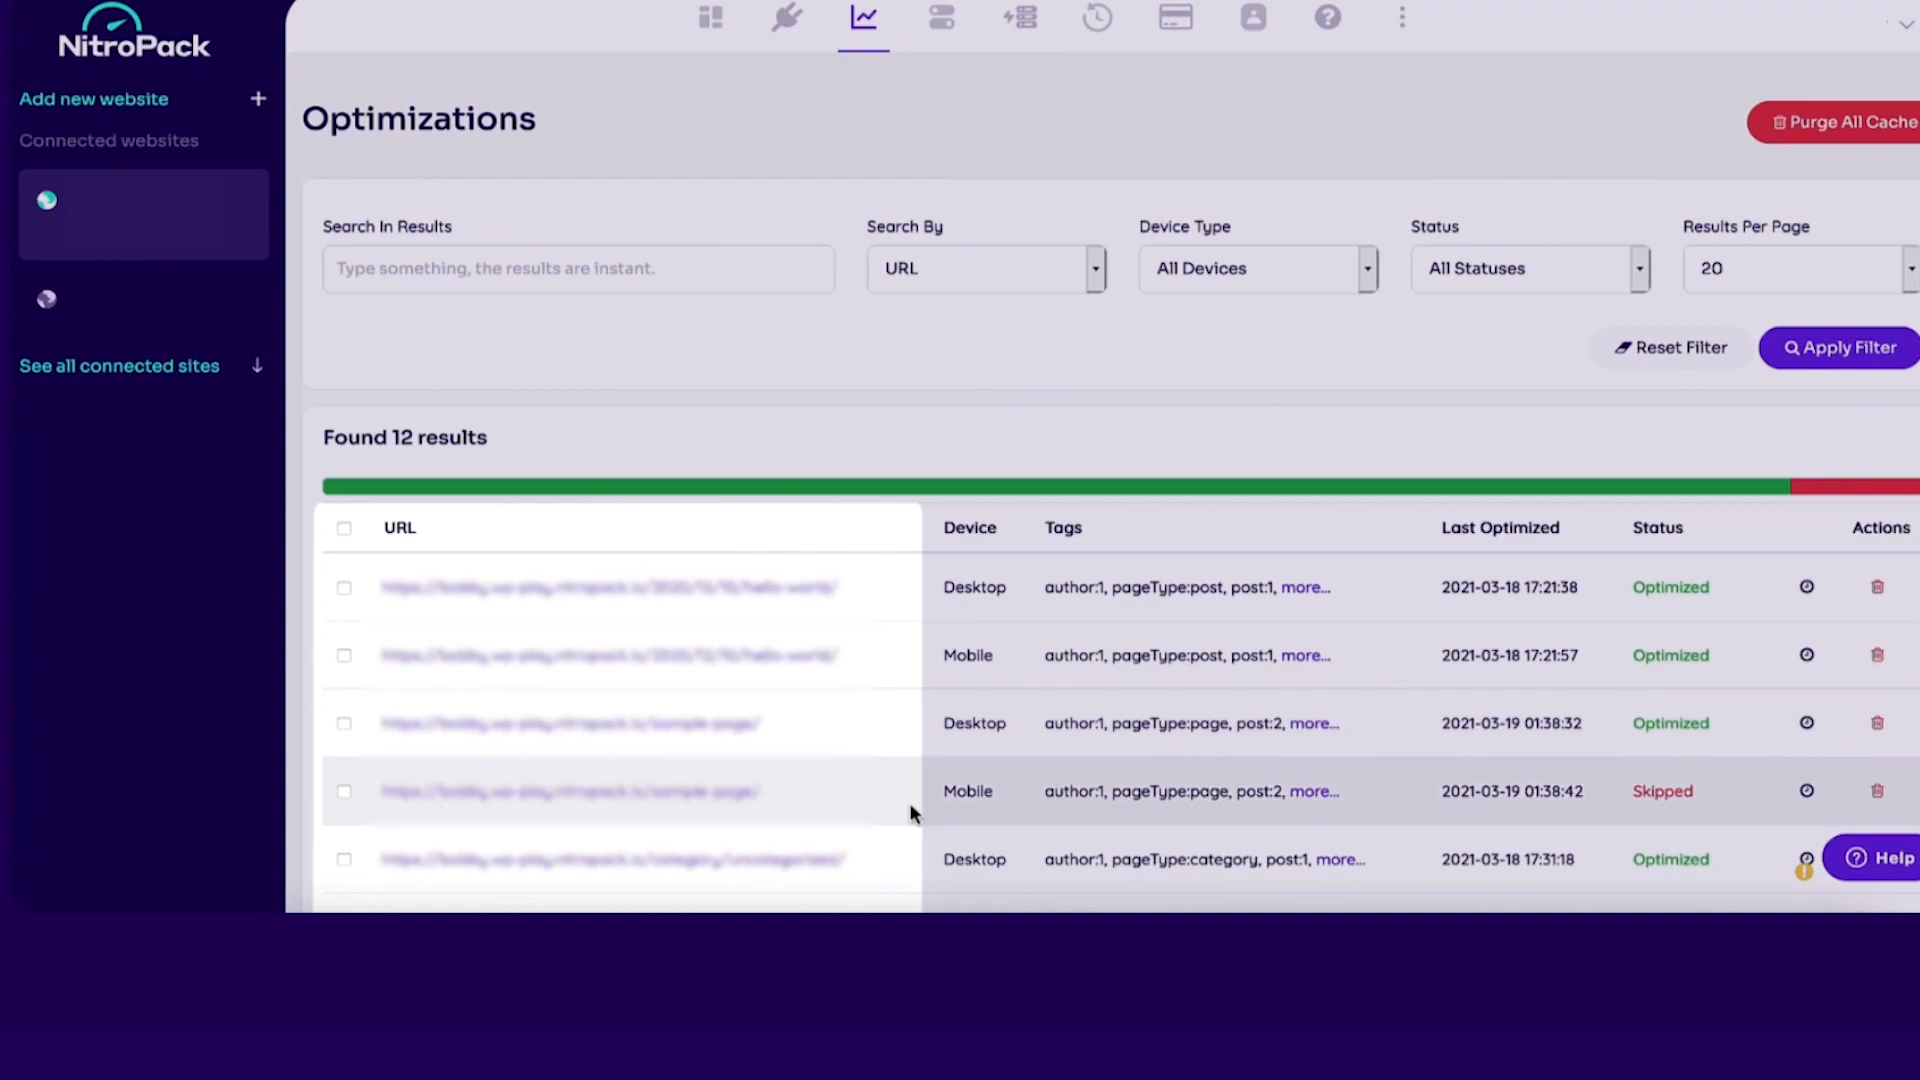 NitroPack
Add new website +
Connected websites
See all connected sites ↓
Optimizations
Purge All Cache
Search In Results
Search By
Device Type
Status
Results Per Page
Type something, the results are instant.
URL
All Devices
All Statuses
20
Reset Filter
Apply Filter
Found 12 results
URL Device Tags Last Optimized Status Actions
Desktop author:1, pageType:post, post:1, more... 2021-03-18 17:21:38 Optimized
Mobile author:1, pageType:post, post:1, more... 2021-03-18 17:21:57 Optimized
Desktop author:1, pageType:page, post:2, more... 2021-03-19 01:38:32 Optimized
Mobile author:1, pageType:page, post:2, more... 2021-03-19 01:38:42 Skipped
Desktop author:1, pageType:category, post:1, more... 2021-03-18 17:31:18 Optimized
Help